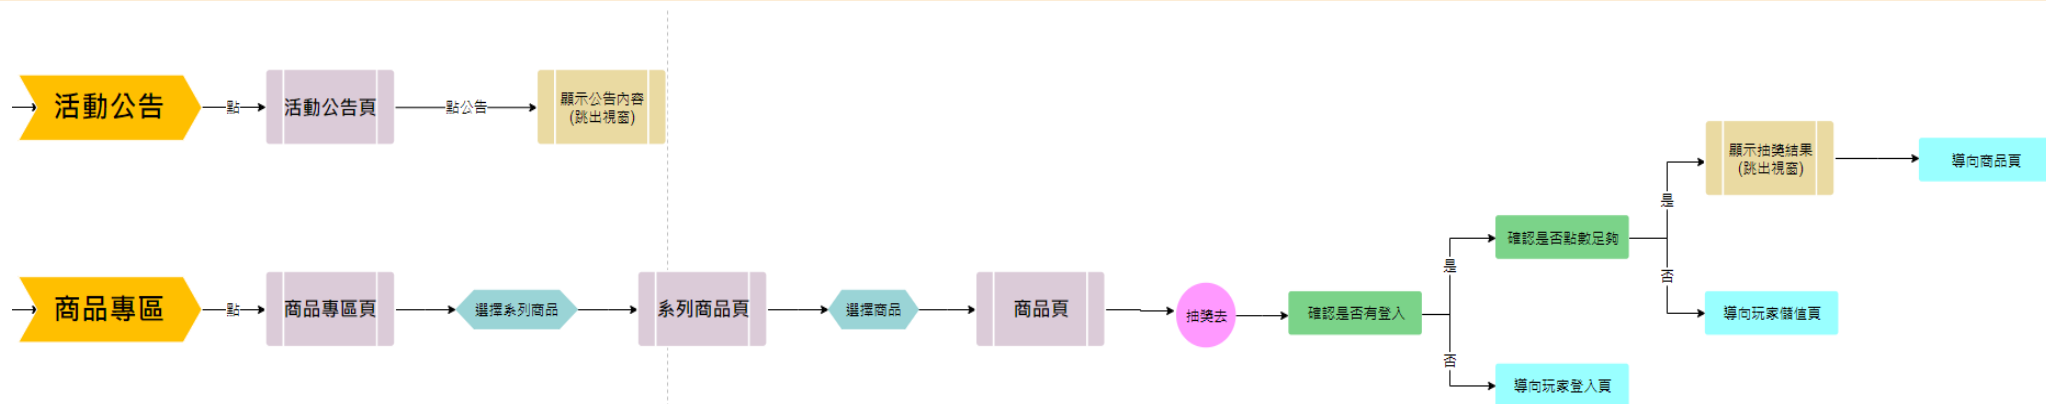 活動公告
點
活動公告頁
點公告
顯示公告內容
(跳出視窗)
商品專區
點
商品專區頁
選擇系列商品
系列商品頁
選擇商品
商品頁
抽獎去
確認是否有登入
是
否
確認是否點數足夠
導向玩家登入頁
是
否
顯示抽獎結果
(跳出視窗)
導向商品頁
導向玩家儲值頁